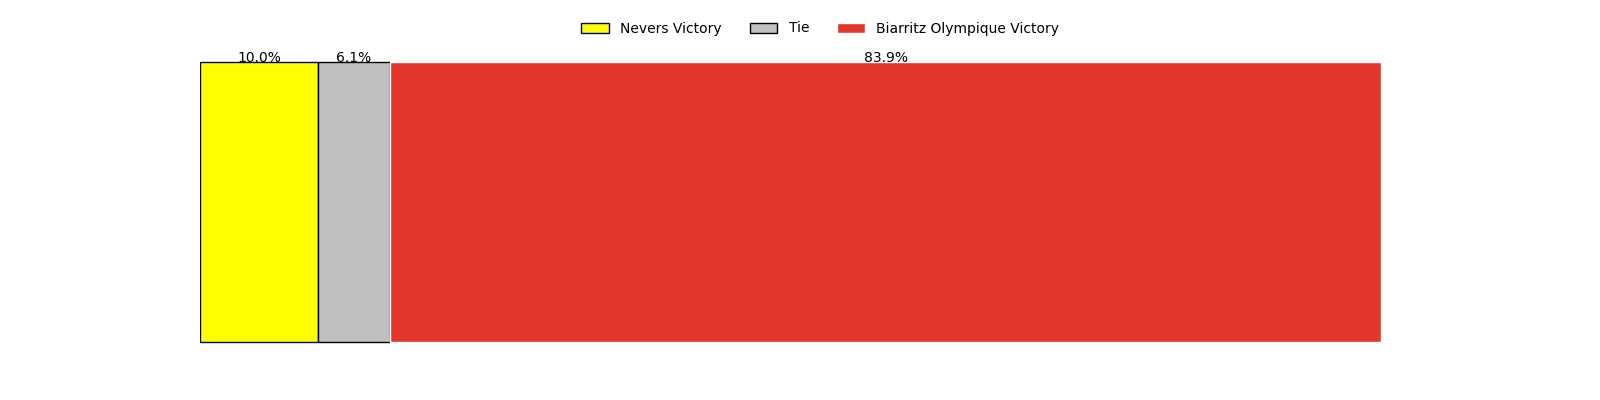 Nevers Victory Tie Biarritz Olympique Victory
10.0% 6.1% 83.9%